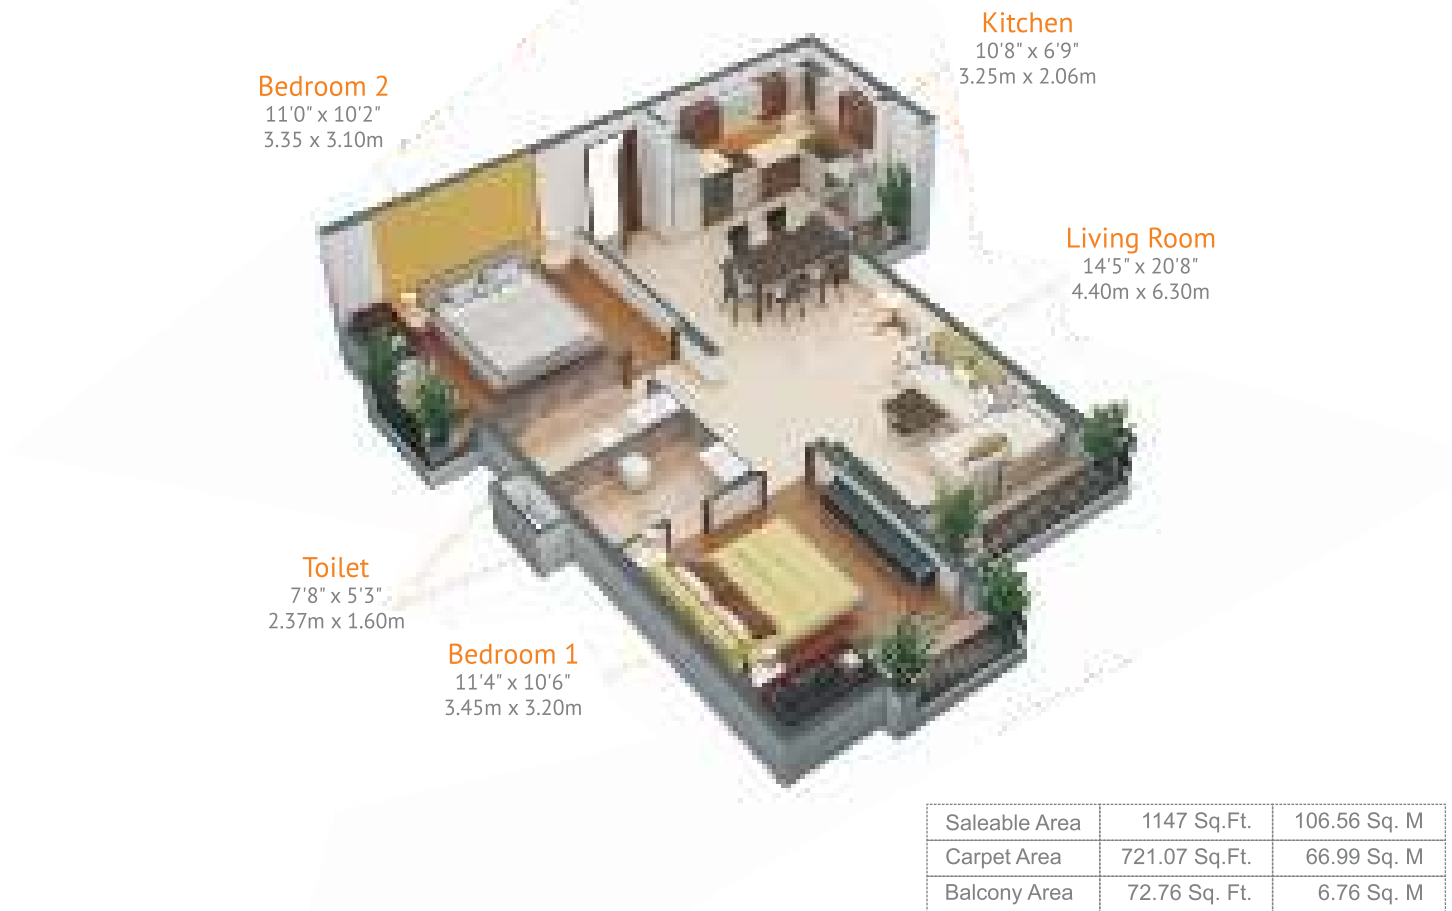 Kitchen
10'8" x 6'9"
3.25m x 2.06m
Bedroom 2
11'0" x 10'2"
3.35 x 3.10m
Living Room
14'5" x 20'8"
4.40m x 6.30m
Toilet
7'8" x 5'3"
2.37m x 1.60m
Bedroom 1
11'4" x 10'6"
3.45m x 3.20m
Saleable Area 1147 Sq.Ft. 106.56 Sq. M
Carpet Area 721.07 Sq.Ft. 66.99 Sq. M
Balcony Area 72.76 Sq. Ft. 6.76 Sq. M